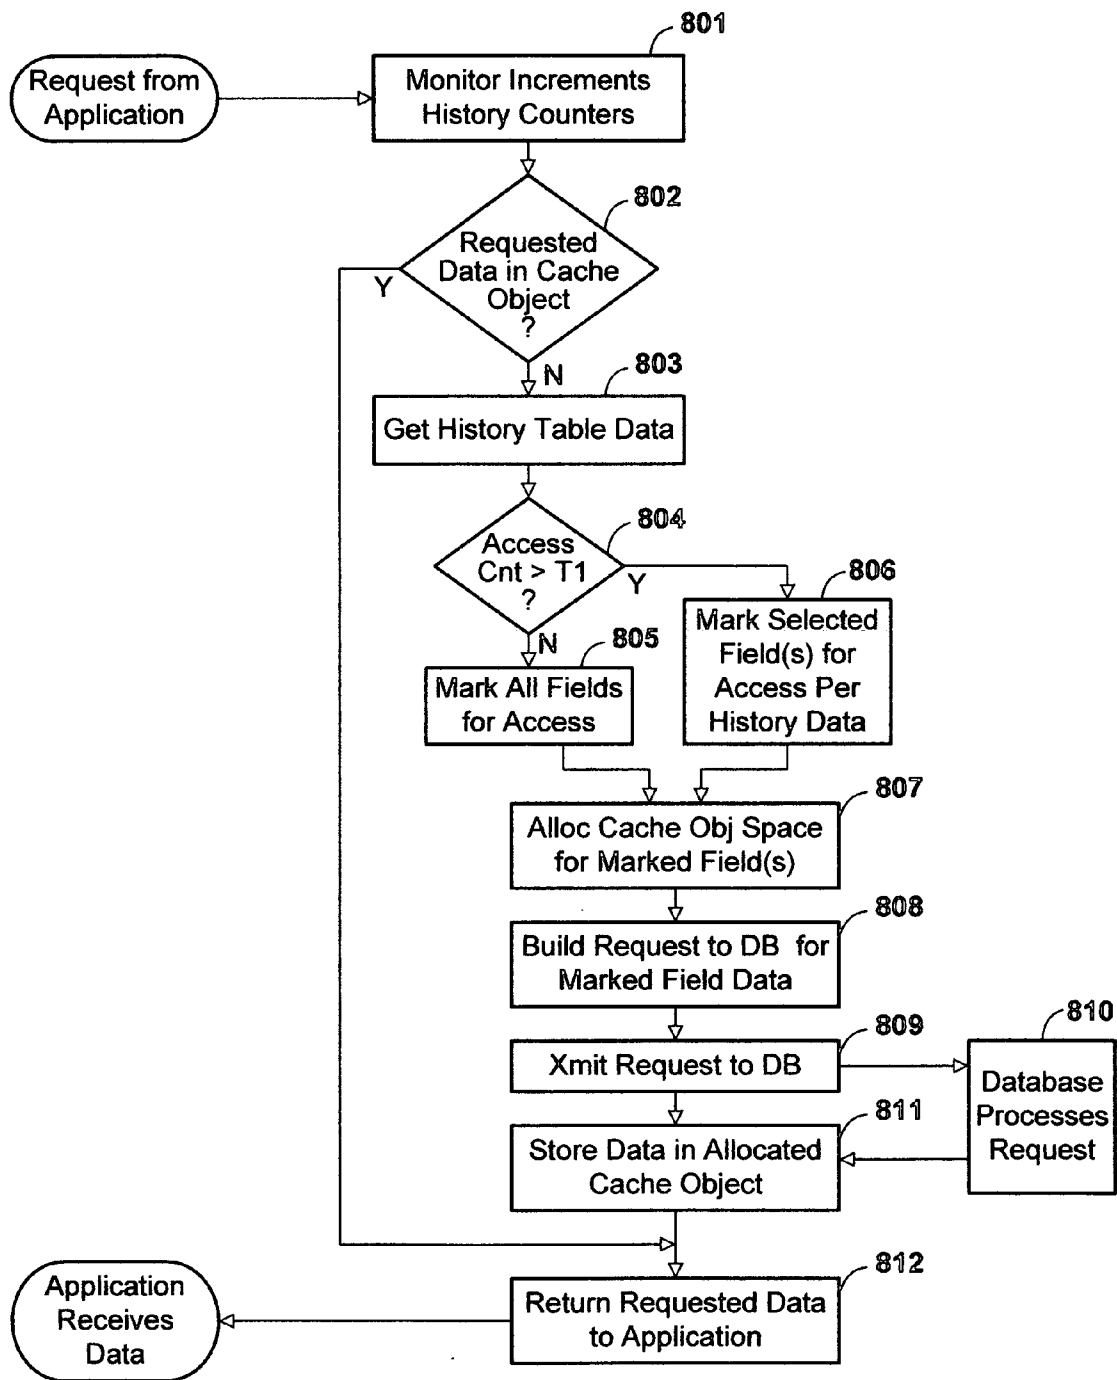 801
Request from
Application
Monitor Increments
History Counters
802
Requested
Data in Cache
Object
?
Y
N
803
Get History Table Data
804
Access
Cnt > T1
?
Y
N
805
Mark All Fields
for Access
806
Mark Selected
Field(s) for
Access Per
History Data
807
Alloc Cache Obj Space
for Marked Field(s)
808
Build Request to DB for
Marked Field Data
809
Xmit Request to DB
810
Database
Processes
Request
811
Store Data in Allocated
Cache Object
812
Return Requested Data
to Application
Application
Receives
Data